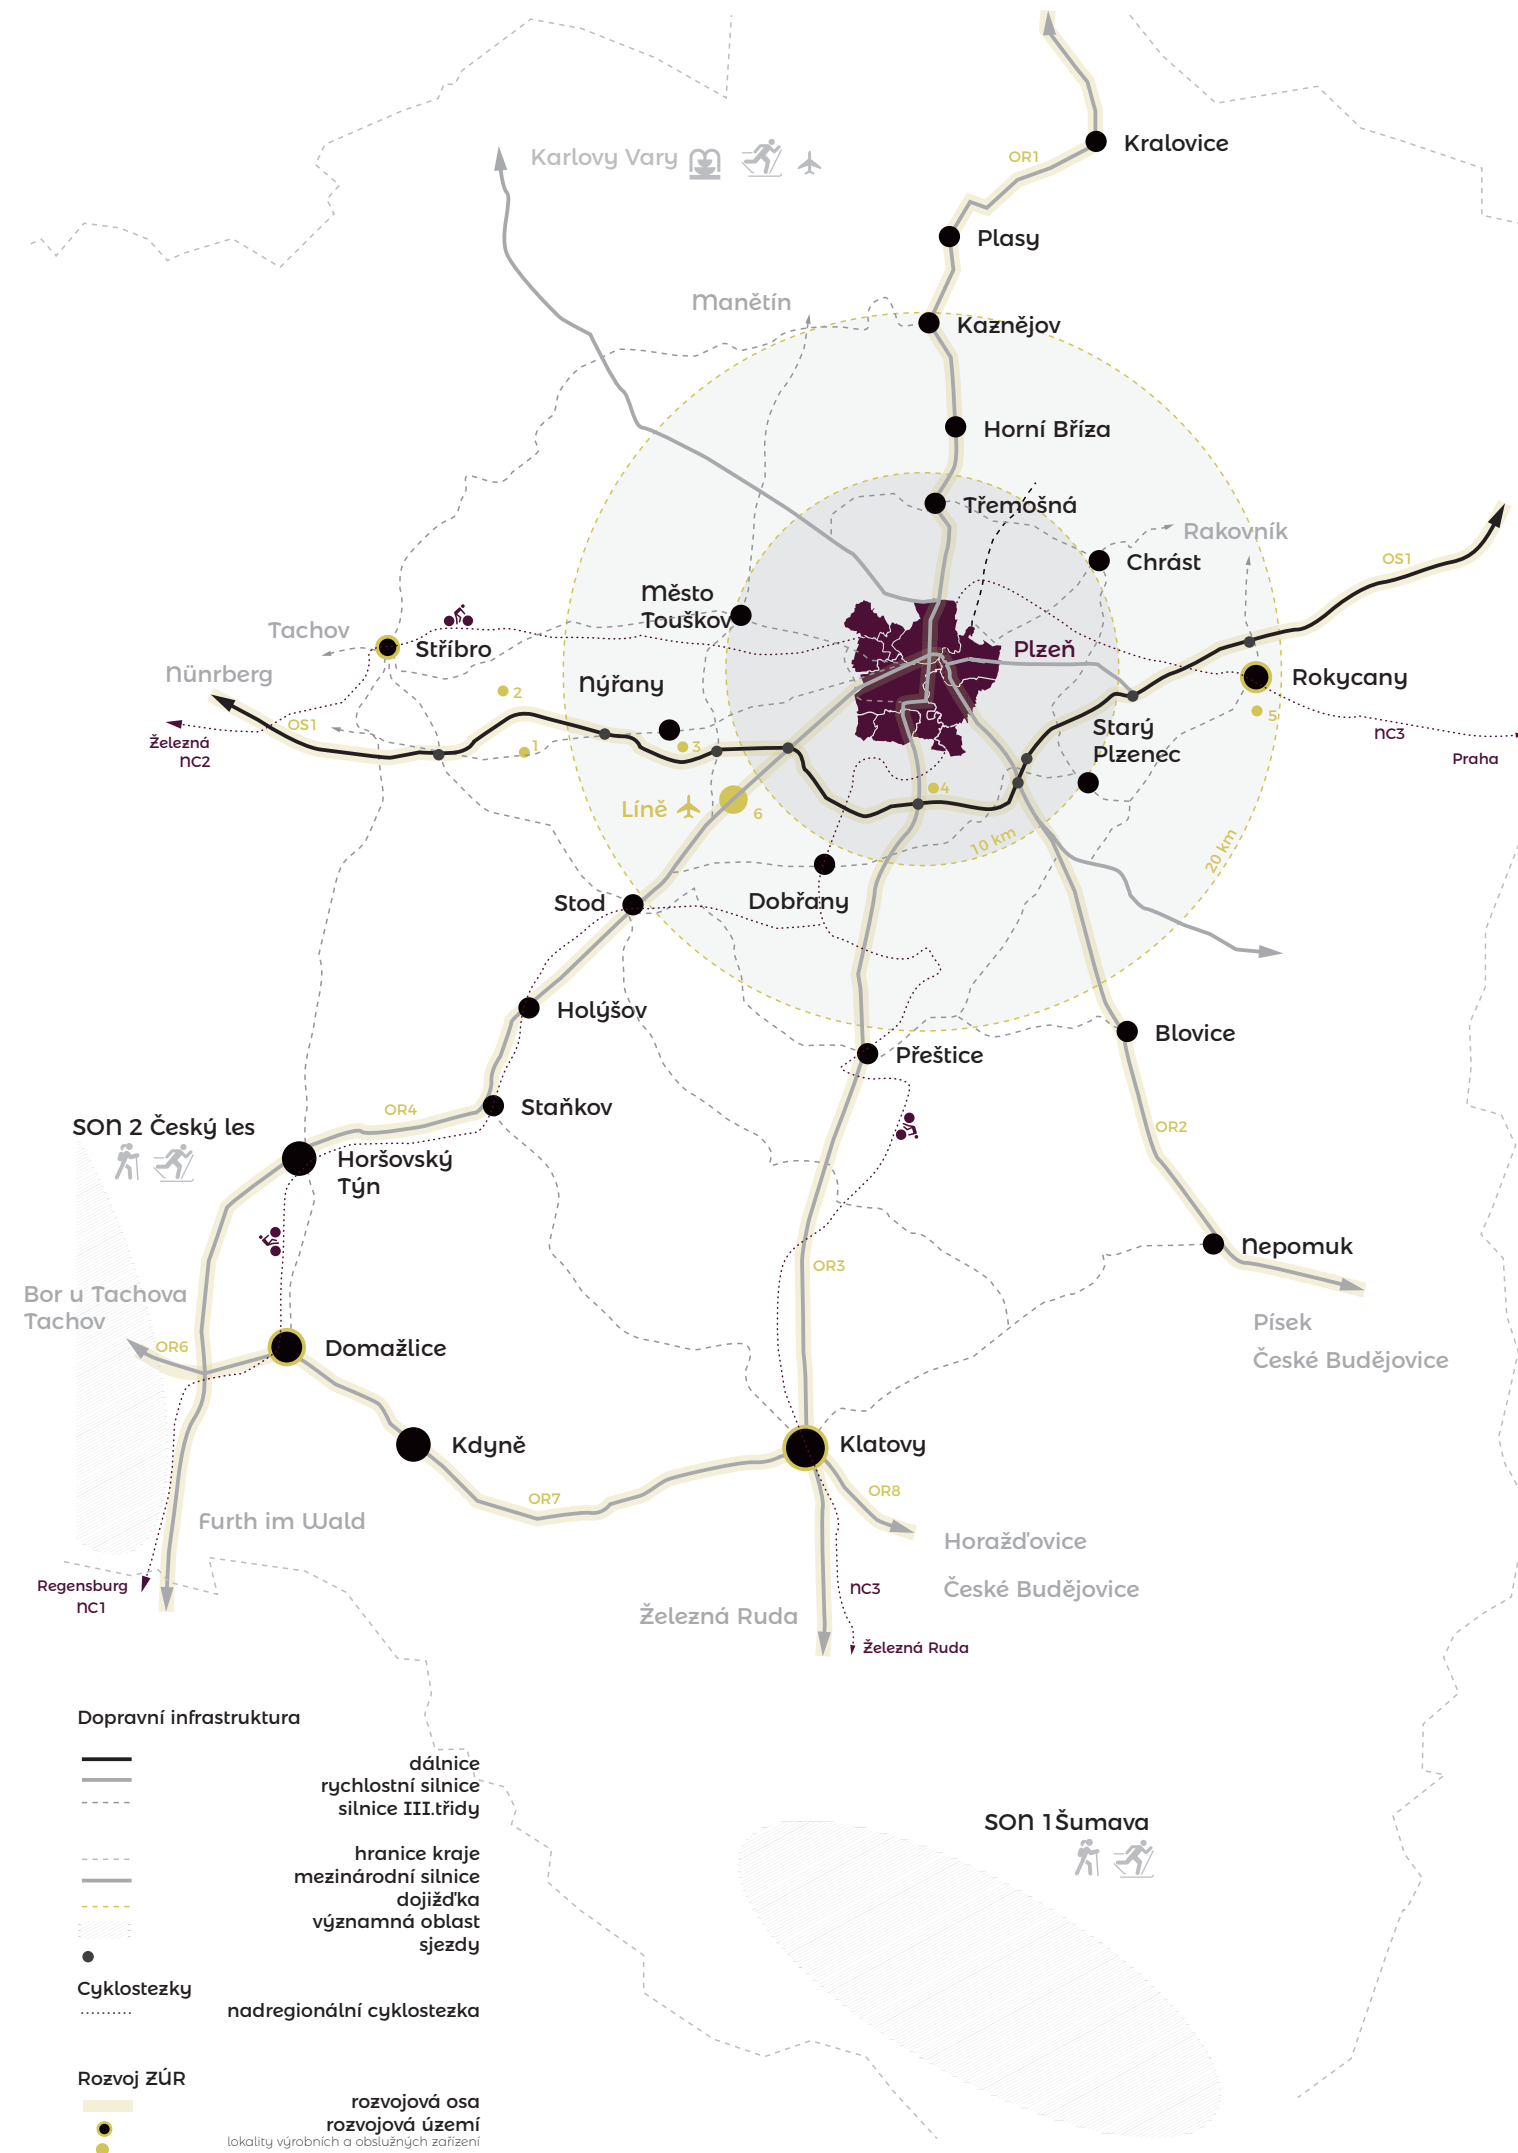 Kralovice
OR1
Karlovy Vary
Plasy
Manětín
Kaznějov
Horní Bříza
Třemošná
Rakovník
Chrást
OS1
Město
Touškov
Tachov
Stříbro
Plzeň
Nünrberg
Nýřany
Rokycany
2
OS1
5
Starý
Plzenec
NC3
Železná
NC2
1
3
Praha
4
Líně
6
10 km
20 km
Stod
Dobřany
Holýšov
Blovice
Přeštice
OR4
Staňkov
SON 2 Český les
OR2
Horšovský
Týn
Nepomuk
OR3
Bor u Tachova
Tachov
Písek
OR6
Domažlice
České Budějovice
Kdyně
Klatovy
OR7
OR8
Furth im Wald
Horažďovice
Regensburg
NC1
NC3
České Budějovice
Železná Ruda
Železná Ruda
Dopravní infrastruktura
dálnice
rychlostní silnice
silnice III.třidy
hranice kraje
mezinárodní silnice
dojižďka
významná oblast
sjezdy
SON 1 Šumava
Cyklostezky
nadregionální cyklostezka
Rozvoj ZÚR
rozvojová osa
rozvojová území
lokality výrobních a obslužných zařízení